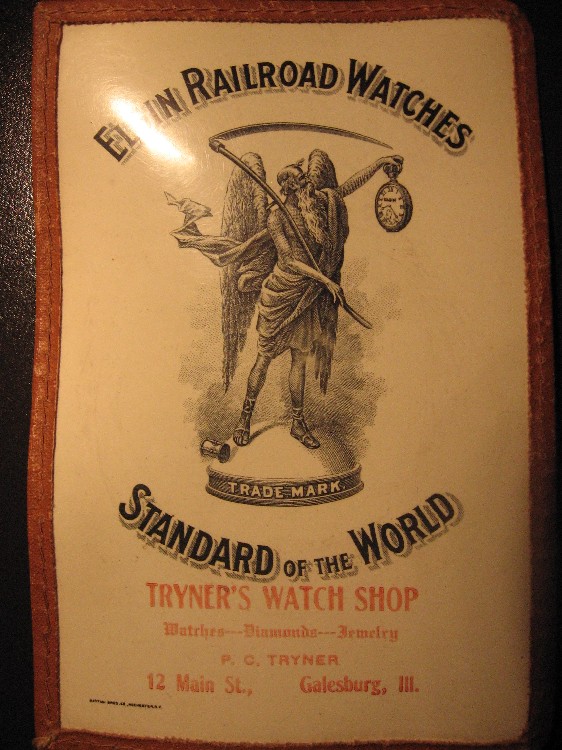 ELGIN RAILROAD WATCHES
TRADE MARK.
STANDARD OF THE WORLD
TRYNER'S WATCH SHOP
Watches---Diamonds---Jewelry
P. C. TRYNER
12 Main St., Galesburg, Ill.